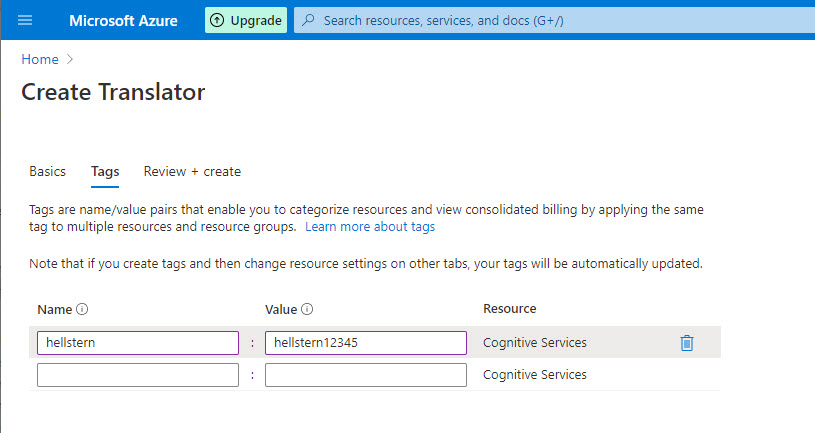 Microsoft Azure Upgrade Search resources, services, and docs (G+/)
Home >
Create Translator
Basics Tags Review + create
Tags are name/value pairs that enable you to categorize resources and view consolidated billing by applying the same
tag to multiple resources and resource groups. Learn more about tags
Note that if you create tags and then change resource settings on other tabs, your tags will be automatically updated.
Name Value Resource
hellstern : hellstern12345 Cognitive Services
: Cognitive Services